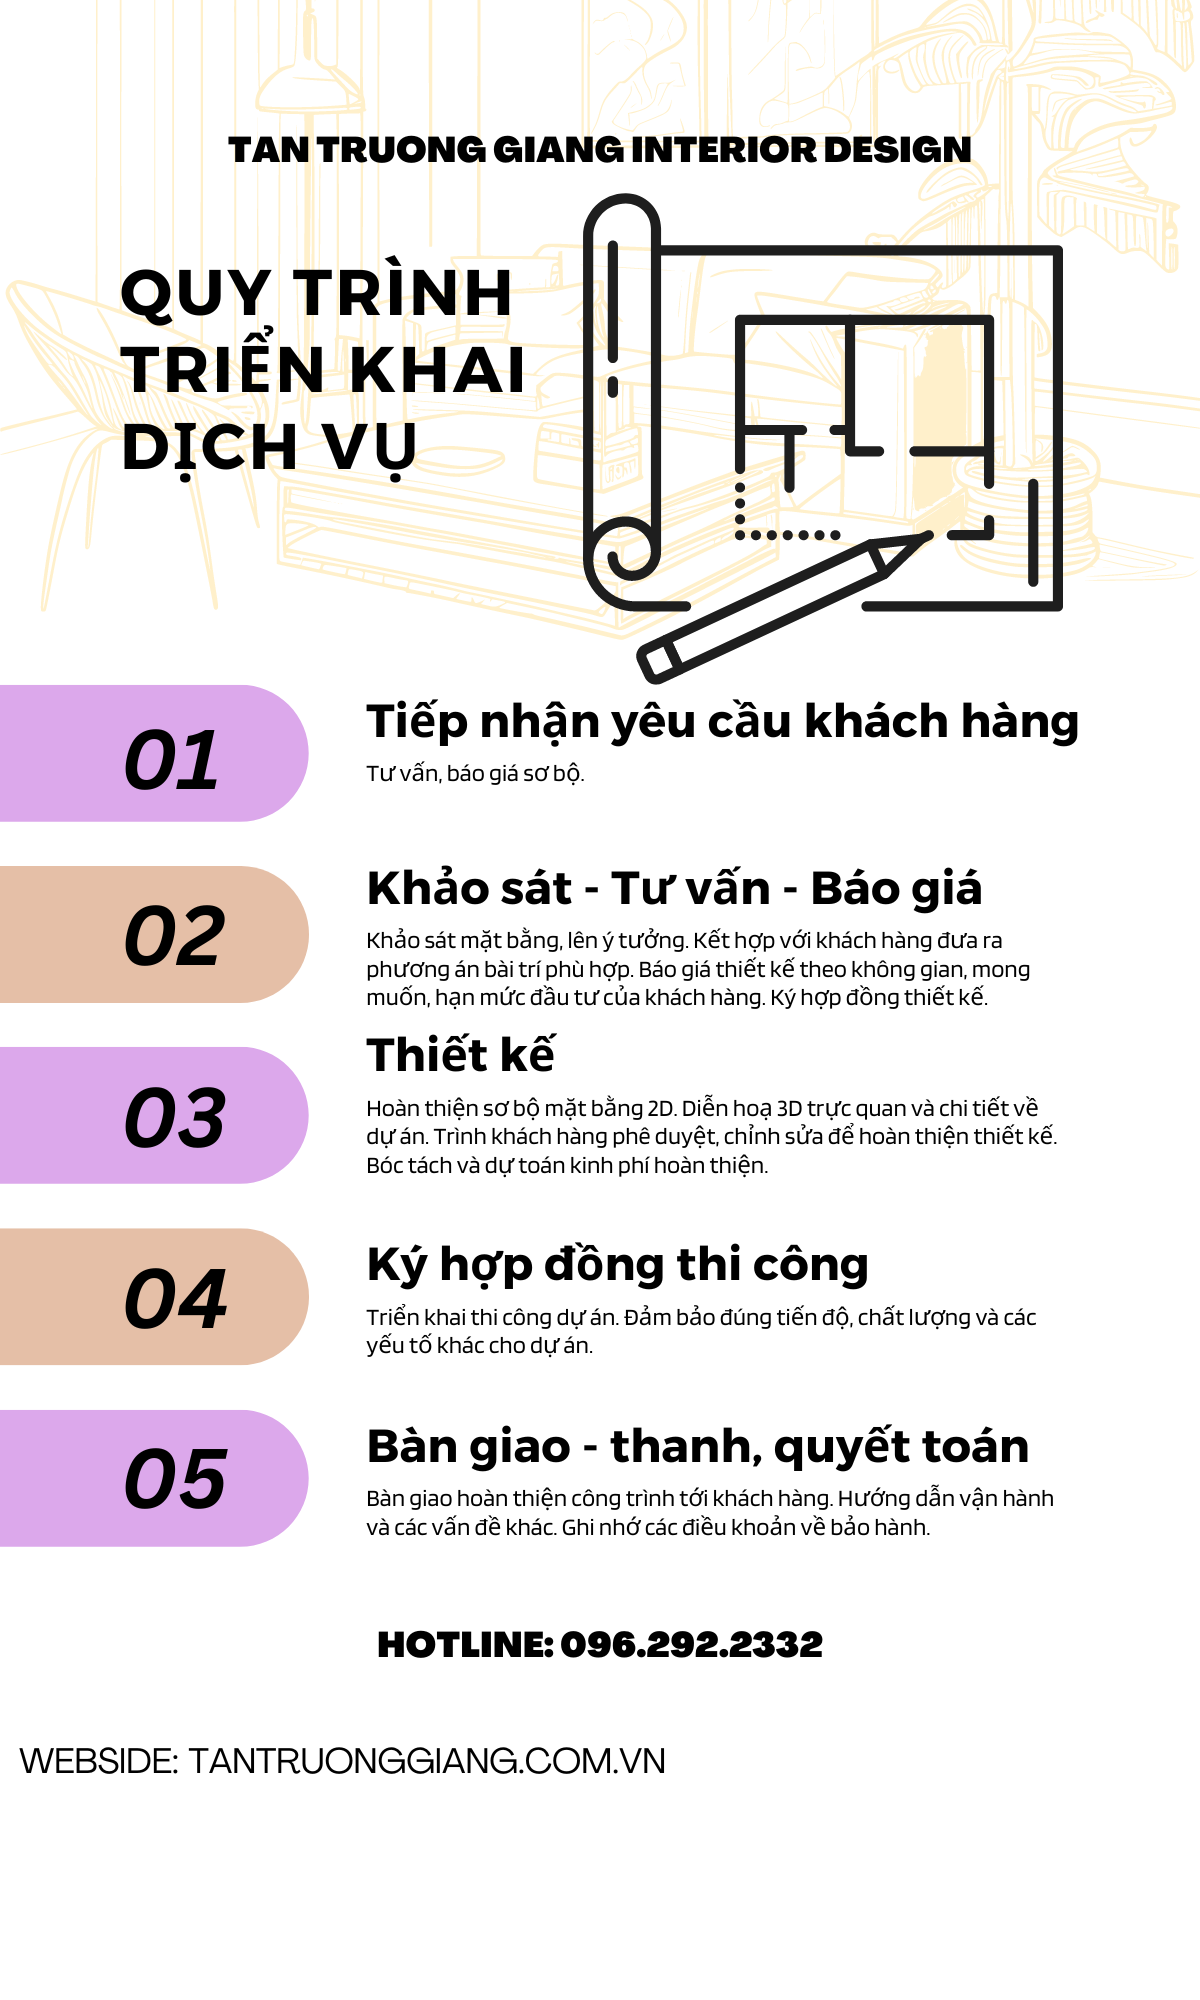 TAN TRUONG GIANG INTERIOR DESIGN
QUY TRÌNH
TRIỂN KHAI
DỊCH VỤ
01
Tiếp nhận yêu cầu khách hàng
Tư vấn, báo giá sơ bộ.
02
Khảo sát - Tư vấn - Báo giá
Khảo sát mặt bằng, lên ý tưởng. Kết hợp với khách hàng đưa ra
phương án bài trí phù hợp. Báo giá thiết kế theo không gian, mong
muốn, hạn mức đầu tư của khách hàng. Ký hợp đồng thiết kế.
03
Thiết kế
Hoàn thiện sơ bộ mặt bằng 2D. Diễn hoạ 3D trực quan và chi tiết về
dự án. Trình khách hàng phê duyệt, chỉnh sửa để hoàn thiện thiết kế.
Bóc tách và dự toán kinh phí hoàn thiện.
04
Ký hợp đồng thi công
Triển khai thi công dự án. Đảm bảo đúng tiến độ, chất lượng và các
yếu tố khác cho dự án.
05
Bàn giao - thanh, quyết toán
Bàn giao hoàn thiện công trình tới khách hàng. Hướng dẫn vận hành
và các vấn đề khác. Ghi nhớ các điều khoản về bảo hành.
HOTLINE: 096.292.2332
WEBSIDE: TANTRUONGGIANG.COM.VN